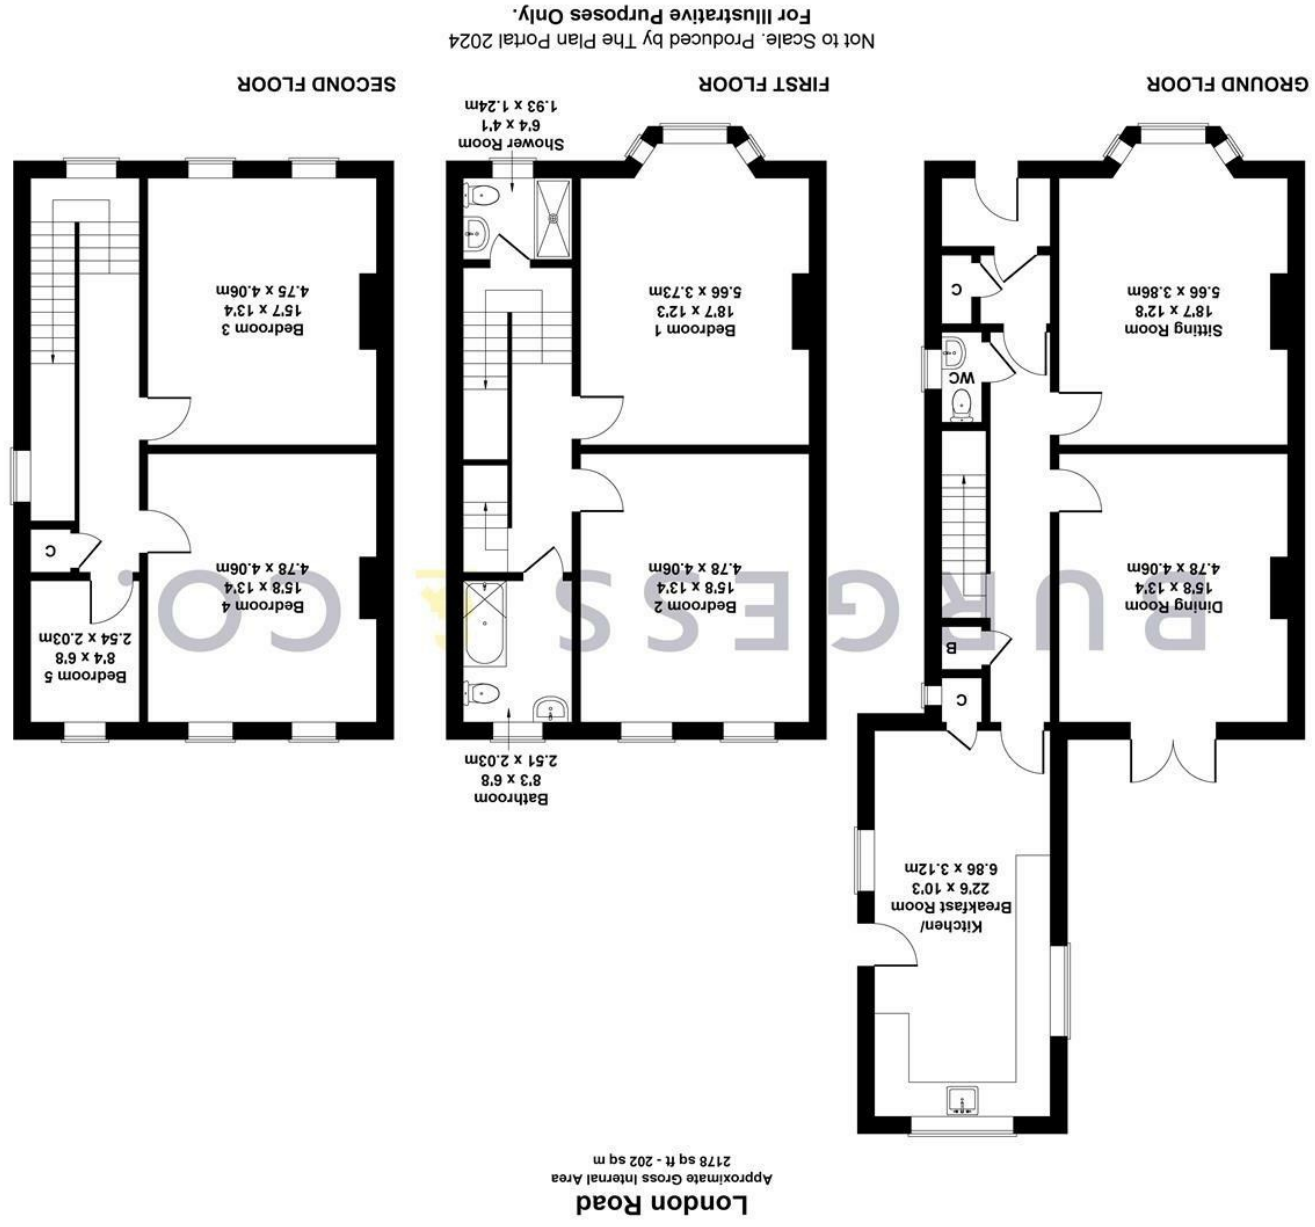 London Road
Approximate Gross Internal Area
2178 sq ft - 202 sq m
Kitchen/
Breakfast Room
22'6 x 10'3
6.86 x 3.12m
C
B
Dining Room
15'8 x 13'4
4.78 x 4.06m
WC
C
Sitting Room
18'7 x 12'8
5.66 x 3.86m
GROUND FLOOR
Bathroom
8'3 x 6'8
2.51 x 2.03m
Bedroom 2
15'8 x 13'4
4.78 x 4.06m
Bedroom 1
18'7 x 12'3
5.66 x 3.73m
Shower Room
6'4 x 4'1
1.93 x 1.24m
FIRST FLOOR
Bedroom 5
8'4 x 6'8
2.54 x 2.03m
C
Bedroom 4
15'8 x 13'4
4.78 x 4.06m
Bedroom 3
15'7 x 13'4
4.75 x 4.06m
SECOND FLOOR
BURGESS & CO.
Not to Scale. Produced by The Plan Portal 2024
For Illustrative Purposes Only.